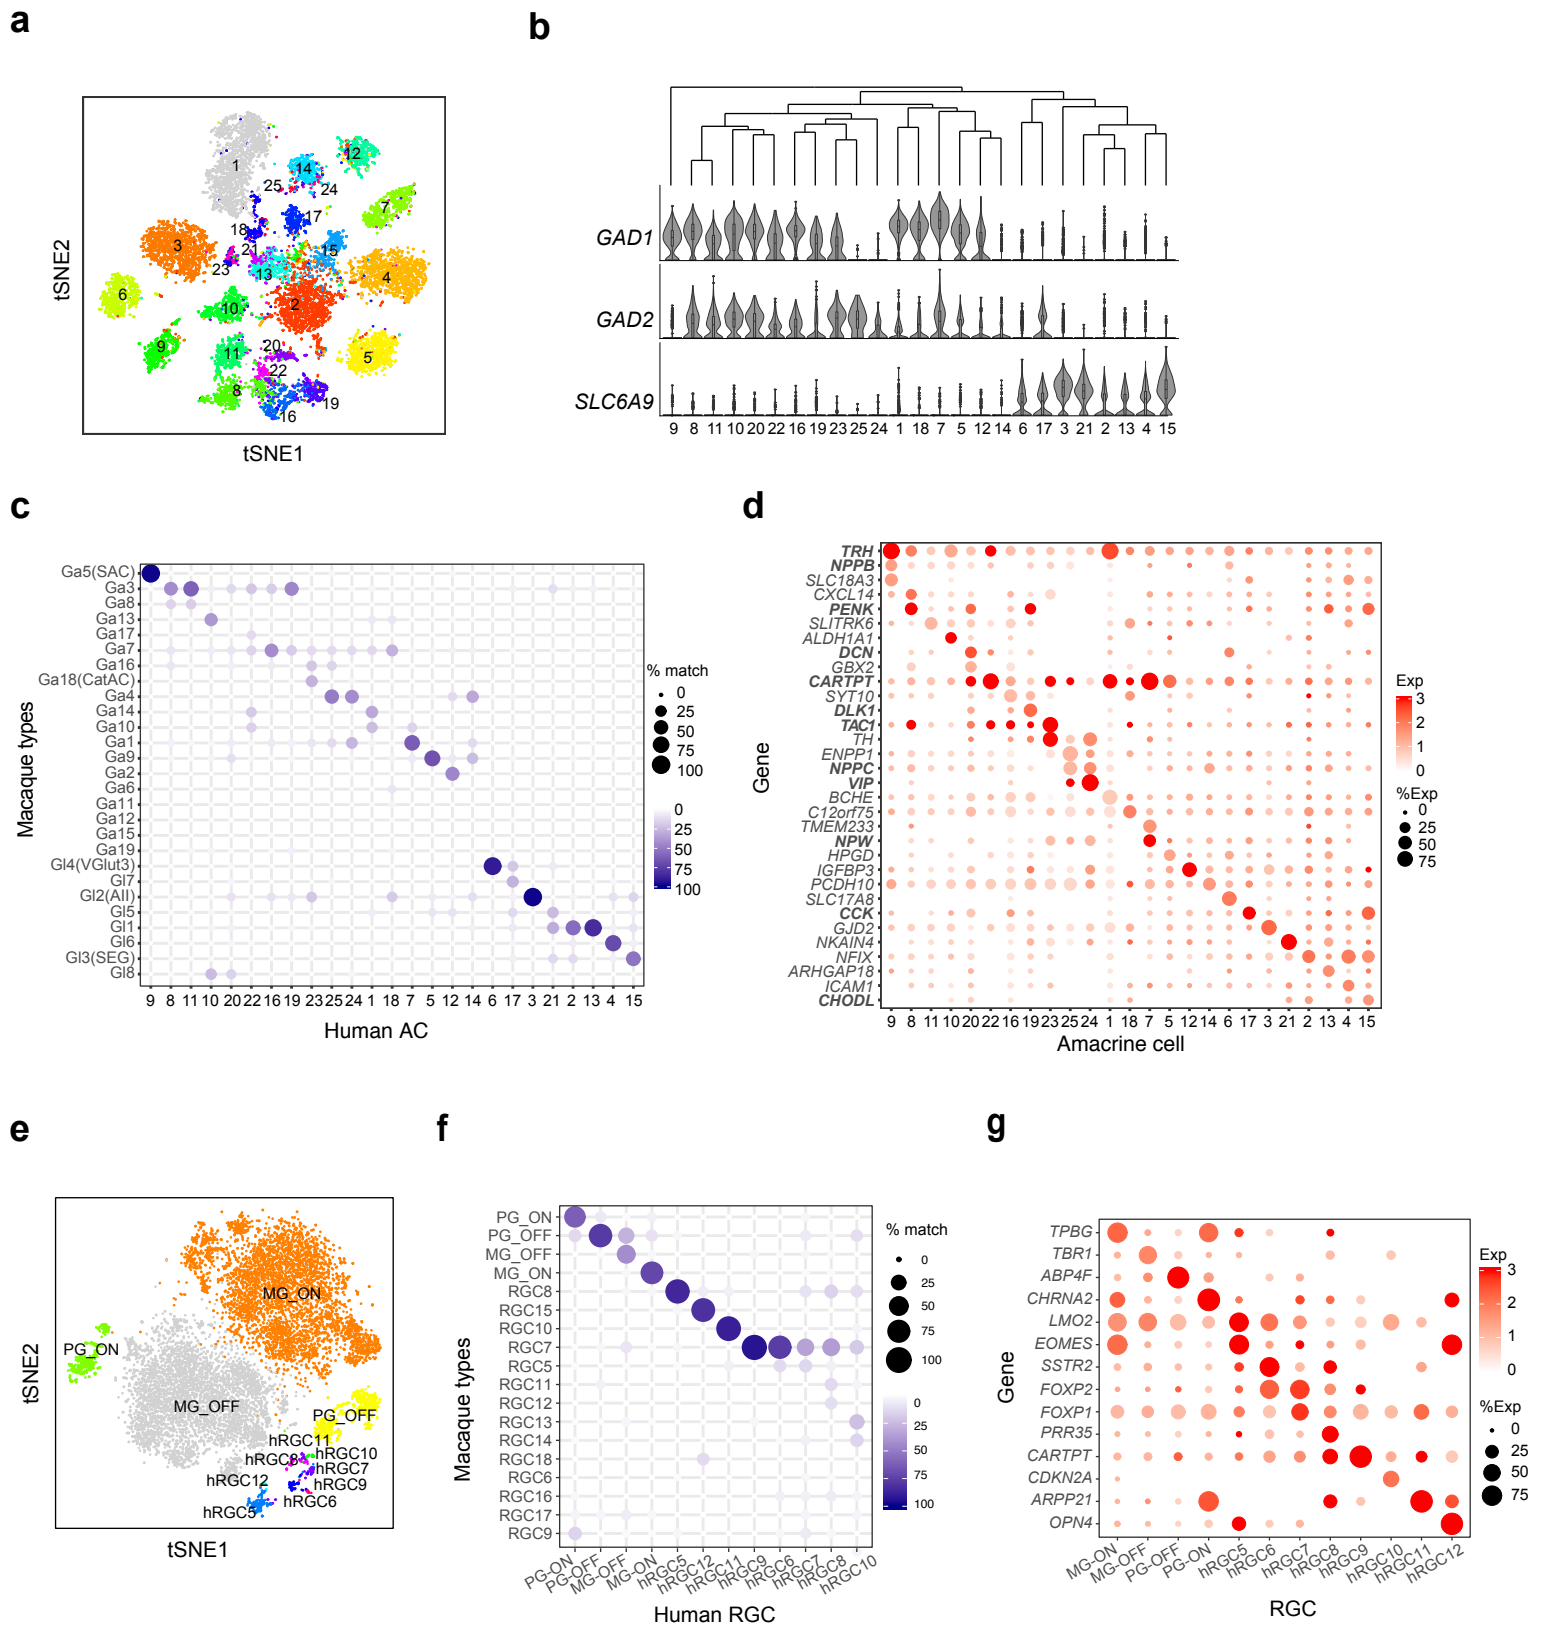 a
tSNE2
tSNE1
1
12
14
25
24
7
17
18
3
21
15
23
13
4
6
2
10
9
11
20
5
22
8
16
19
b
GAD1
GAD2
SLC6A9
9 8 11 10 20 22 16 19 23 25 24 1 18 7 5 12 14 6 17 3 21 2 13 4 15
c
Macaque types
Ga5(SAC)
Ga3
Ga8
Ga13
Ga17
Ga7
Ga16
Ga18(CatAC)
Ga4
Ga14
Ga10
Ga1
Ga9
Ga2
Ga6
Ga11
Ga12
Ga15
Ga19
Gl4(VGlut3)
Gl7
Gl2(AII)
Gl5
Gl1
Gl6
Gl3(SEG)
Gl8
9 8 11 10 20 22 16 19 23 25 24 1 18 7 5 12 14 6 17 3 21 2 13 4 15
Human AC
% match
0
25
50
75
100
0
25
50
75
100
d
Gene
TRH
NPPB
SLC18A3
CXCL14
PENK
SLITRK6
ALDH1A1
DCN
GBX2
CARTPT
SYT10
DLK1
TAC1
TH
ENPP1
NPPC
VIP
BCHE
C12orf75
TMEM233
NPW
HPGD
IGFBP3
PCDH10
SLC17A8
CCK
GJD2
NKAIN4
NFIX
ARHGAP18
ICAM1
CHODL
9 8 11 10 20 22 16 19 23 25 24 1 18 7 5 12 14 6 17 3 21 2 13 4 15
Amacrine cell
Exp
3
2
1
0
%Exp
0
25
50
75
e
tSNE2
tSNE1
MG_ON
PG_ON
MG_OFF
PG_OFF
hRGC11
hRGC10
hRGC8
hRGC7
hRGC12
hRGC9
hRGC6
hRGC5
f
Macaque types
PG_ON
PG_OFF
MG_OFF
MG_ON
RGC8
RGC15
RGC10
RGC7
RGC5
RGC11
RGC12
RGC13
RGC14
RGC18
RGC6
RGC16
RGC17
RGC9
PG-ON
PG-OFF
MG-OFF
MG-ON
hRGC5
hRGC12
hRGC11
hRGC9
hRGC6
hRGC7
hRGC8
hRGC10
Human RGC
% match
0
25
50
75
100
0
25
50
75
100
g
Gene
TPBG
TBR1
ABP4F
CHRNA2
LMO2
EOMES
SSTR2
FOXP2
FOXP1
PRR35
CARTPT
CDKN2A
ARPP21
OPN4
MG-ON
MG-OFF
PG-OFF
PG-ON
hRGC5
hRGC6
hRGC7
hRGC8
hRGC9
hRGC10
hRGC11
hRGC12
RGC
Exp
3
2
1
0
%Exp
0
25
50
75